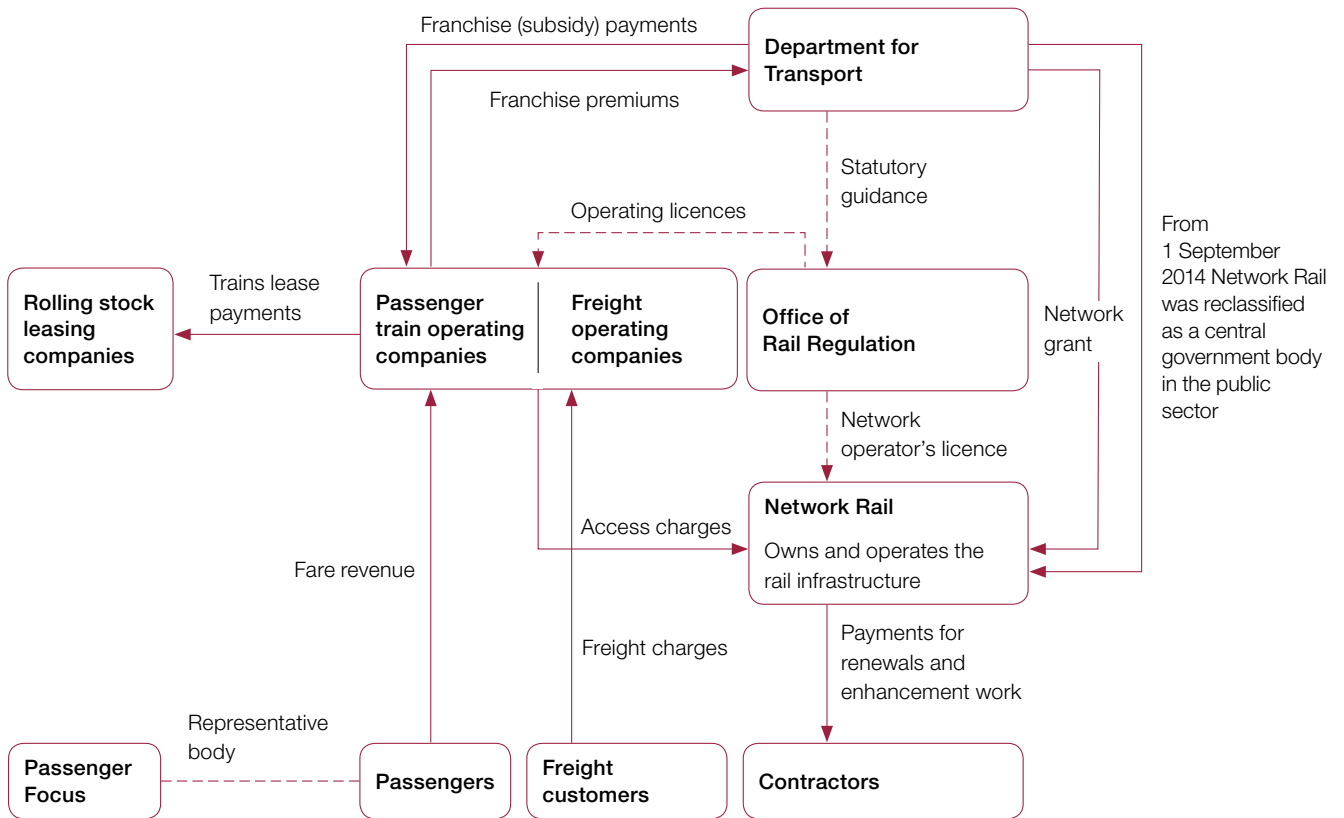 Franchise (subsidy) payments
Department for
Transport
Franchise premiums
Statutory
guidance
Operating licences
From
1 September
2014 Network Rail
was reclassified
as a central
government body
in the public
sector
Trains lease
payments
Rolling stock
leasing
companies
Passenger
train operating
companies
Freight
operating
companies
Office of
Rail Regulation
Network
grant
Network
operator’s licence
Network Rail
Owns and operates the
rail infrastructure
Access charges
Fare revenue
Freight charges
Payments for
renewals and
enhancement work
Representative
body
Passenger
Focus
Passengers
Freight
customers
Contractors